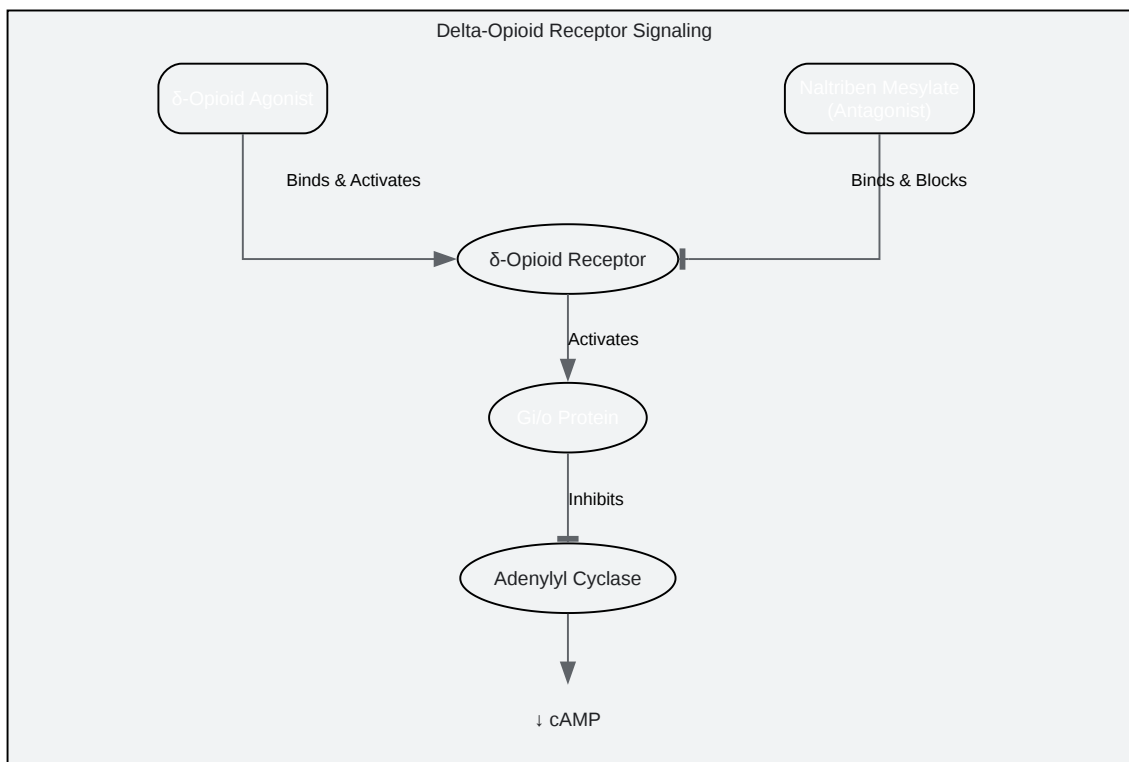 Delta-Opioid Receptor Signaling
δ-Opioid Agonist
Naltriben Mesylate
(Antagonist)
Binds & Activates
Binds & Blocks
δ-Opioid Receptor
Activates
Gi/o Protein
Inhibits
Adenylyl Cyclase
↓ cAMP